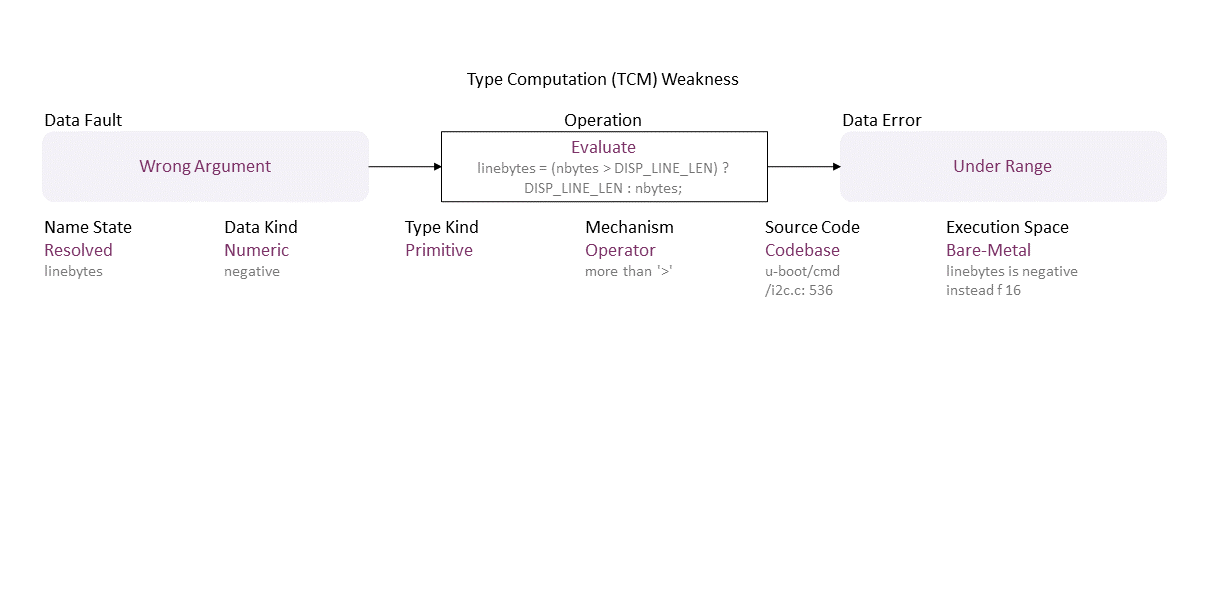 Type Computation (TCM) Weakness
Data Fault
Operation
Data Error
Wrong Argument
Evaluate
linebytes = (nbytes > DISP_LINE_LEN) ?
DISP_LINE_LEN : nbytes;
Under Range
Name State
Resolved
linebytes
Data Kind
Numeric
negative
Type Kind
Primitive
Mechanism
Operator
more than '>'
Source Code
Codebase
u-boot/cmd
/i2c.c: 536
Execution Space
Bare-Metal
linebytes is negative
instead f 16